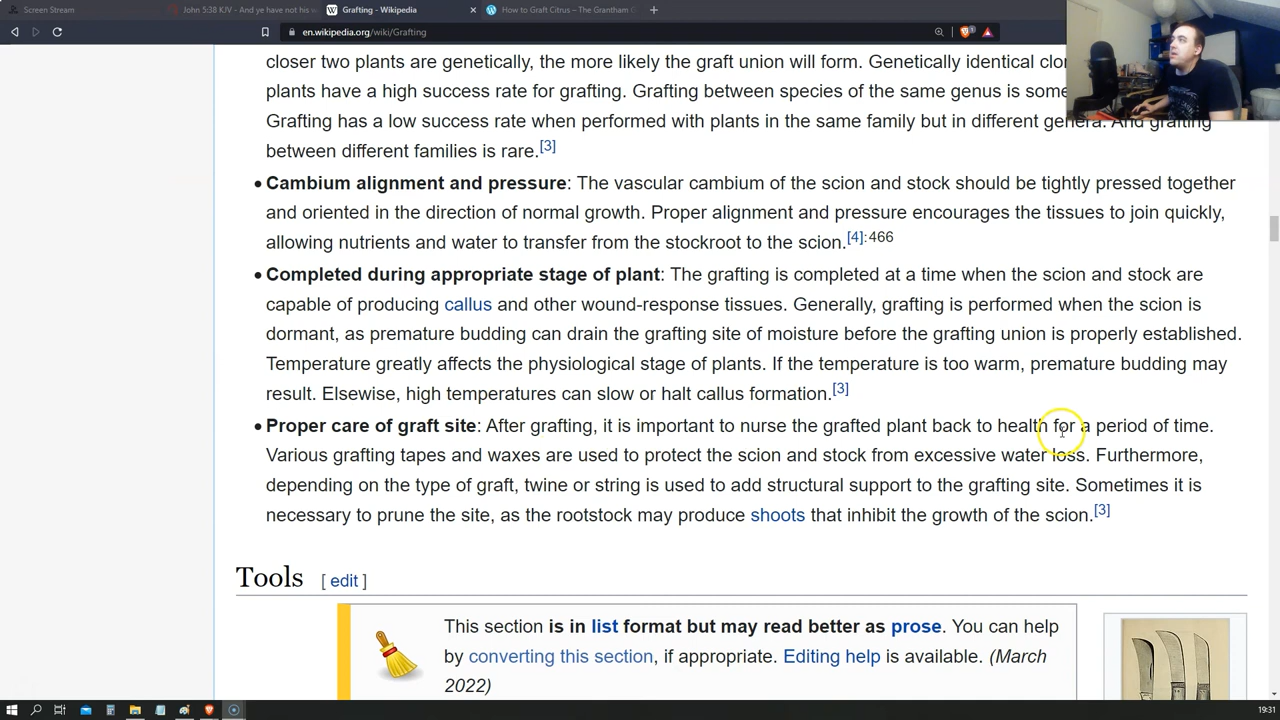 Screen Stream
John 5:38 KJV - And ye have not his w
Grafting - Wikipedia
How to Graft Citrus – The Grantham G
en.wikipedia.org/wiki/Grafting
closer two plants are genetically, the more likely the graft union will form. Genetically identical clon
plants have a high success rate for grafting. Grafting between species of the same genus is some
Grafting has a low success rate when performed with plants in the same family but in different genera. And grafting
between different families is rare.[3]
• Cambium alignment and pressure: The vascular cambium of the scion and stock should be tightly pressed together
and oriented in the direction of normal growth. Proper alignment and pressure encourages the tissues to join quickly,
allowing nutrients and water to transfer from the stockroot to the scion.[4]:466
• Completed during appropriate stage of plant: The grafting is completed at a time when the scion and stock are
capable of producing callus and other wound-response tissues. Generally, grafting is performed when the scion is
dormant, as premature budding can drain the grafting site of moisture before the grafting union is properly established.
Temperature greatly affects the physiological stage of plants. If the temperature is too warm, premature budding may
result. Elsewise, high temperatures can slow or halt callus formation.[3]
• Proper care of graft site: After grafting, it is important to nurse the grafted plant back to health for a period of time.
Various grafting tapes and waxes are used to protect the scion and stock from excessive water loss. Furthermore,
depending on the type of graft, twine or string is used to add structural support to the grafting site. Sometimes it is
necessary to prune the site, as the rootstock may produce shoots that inhibit the growth of the scion.[3]
Tools [ edit ]
This section is in list format but may read better as prose. You can help
by converting this section, if appropriate. Editing help is available. (March
2022)
19:31